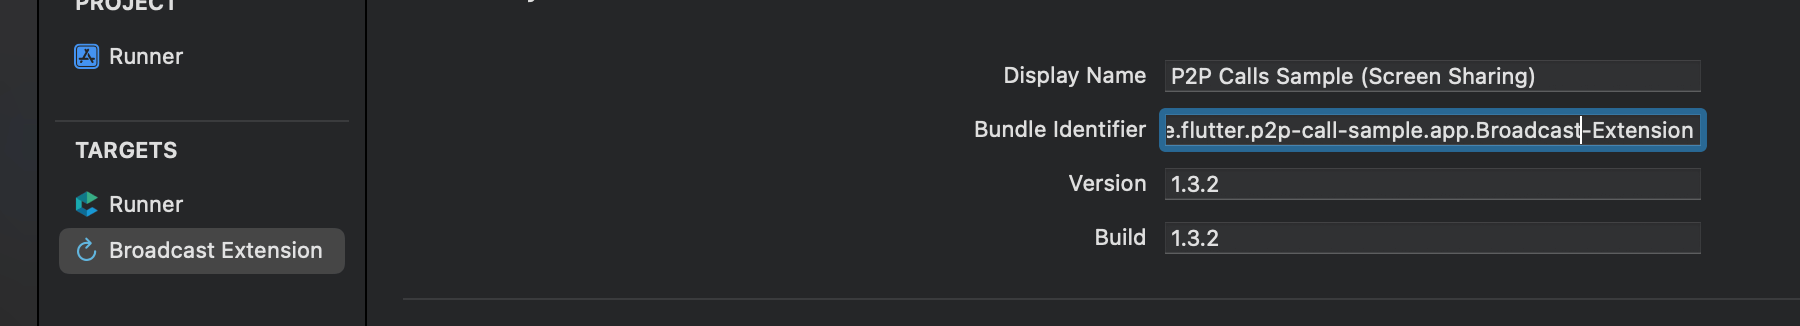 PROJECT
Runner
TARGETS
Runner
Broadcast Extension
Display Name P2P Calls Sample (Screen Sharing)
Bundle Identifier e.flutter.p2p-call-sample.app.Broadcast-Extension
Version 1.3.2
Build 1.3.2